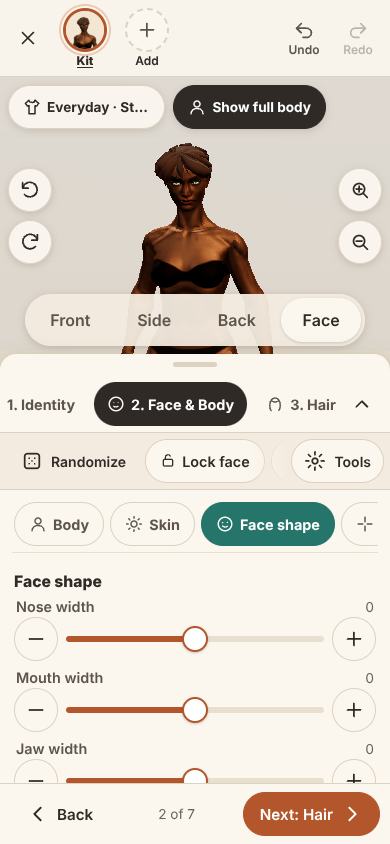 Kit
Add
Undo
Redo
Everyday · St...
Show full body
Front
Side
Back
Face
1. Identity
2. Face & Body
3. Hair
Randomize
Lock face
Tools
Body
Skin
Face shape
Face shape
Nose width
0
Mouth width
0
Jaw width
0
Back
2 of 7
Next: Hair